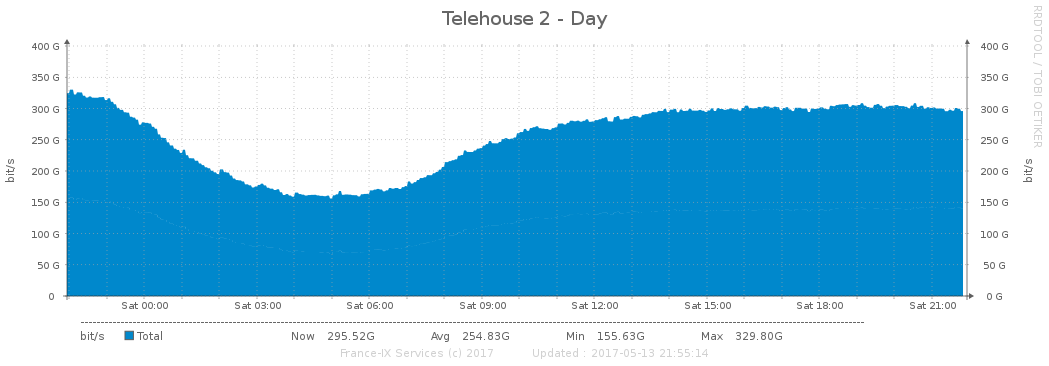 Telehouse 2 - Day
RRDTOOL / TOBI OETIKER
400 G 400 G
350 G 350 G
300 G 300 G
250 G 250 G
200 G 200 G
150 G 150 G
100 G 100 G
50 G 50 G
0 0 G
bit/s
bit/s
Sat 00:00 Sat 03:00 Sat 06:00 Sat 09:00 Sat 12:00 Sat 15:00 Sat 18:00 Sat 21:00
bit/s Total Now 295.52G Avg 254.83G Min 155.63G Max 329.80G
France-IX Services (c) 2017 Updated : 2017-05-13 21:55:14